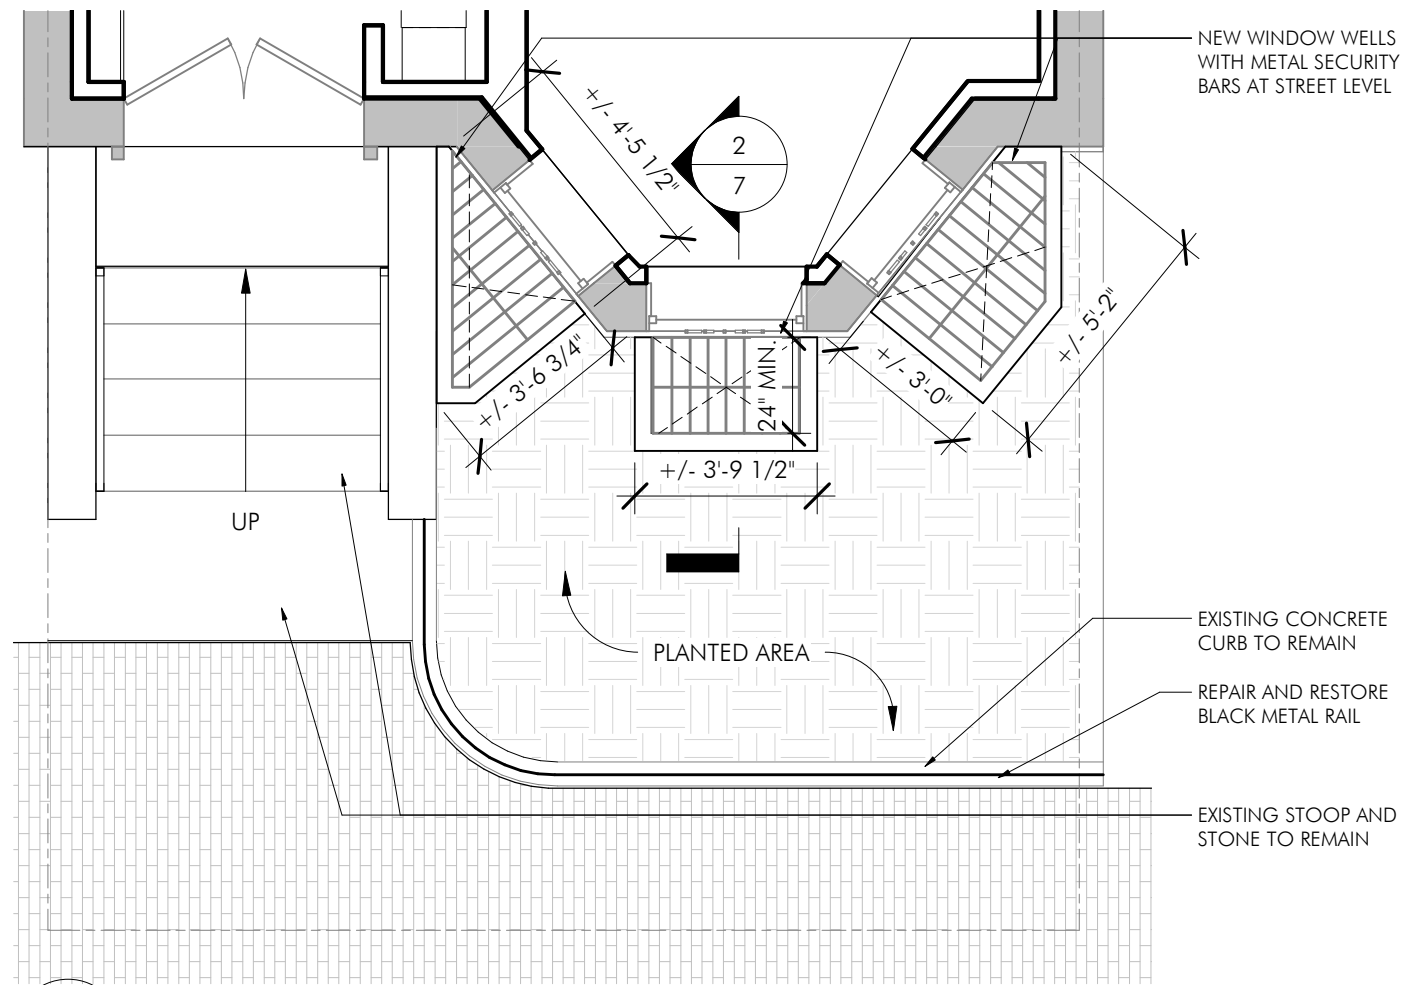 NEW WINDOW WELLS
WITH METAL SECURITY
BARS AT STREET LEVEL
+/- 4'-5 1/2"
2
7
+/- 5'-2"
+/- 3'-6 3/4"
24" MIN.
+/- 3'-0"
+/- 3'-9 1/2"
UP
PLANTED AREA
EXISTING CONCRETE
CURB TO REMAIN
REPAIR AND RESTORE
BLACK METAL RAIL
EXISTING STOOP AND
STONE TO REMAIN